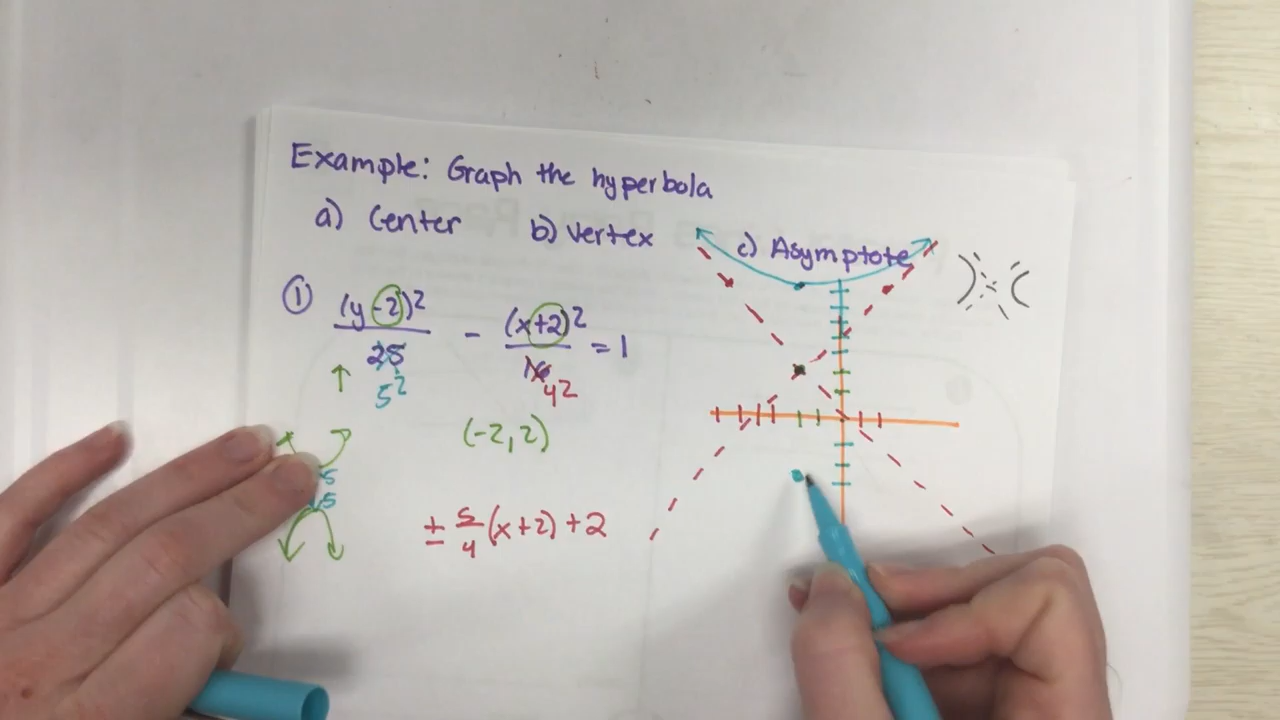 Example: Graph the hyperbola
a) Center b) Vertex c) Asymptote
① (y-2)²/25 - (x+2)²/16 = 1
↑ 5² 4²
(-2, 2)
5
5
± 5/4 (x+2) + 2